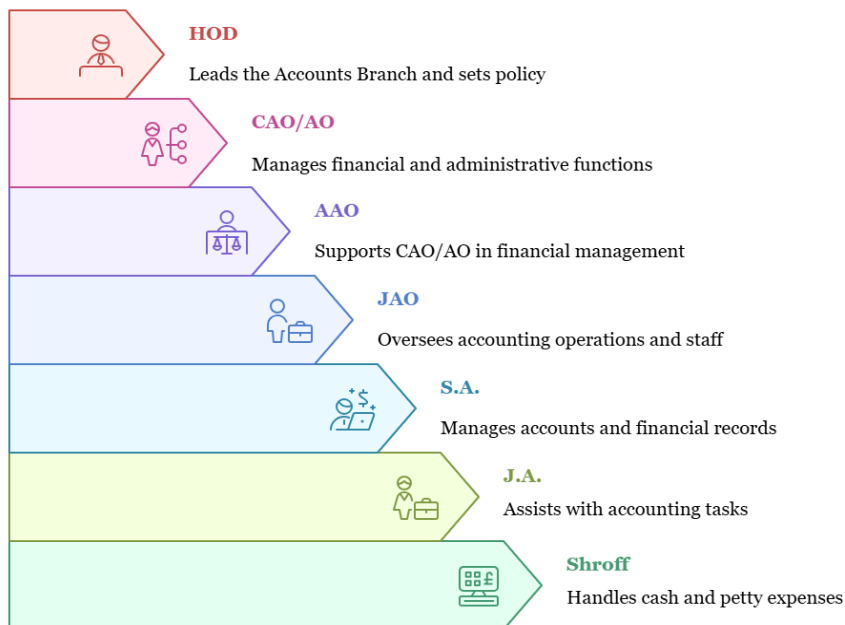 HOD
Leads the Accounts Branch and sets policy
CAO/AO
Manages financial and administrative functions
AAO
Supports CAO/AO in financial management
JAO
Oversees accounting operations and staff
S.A.
Manages accounts and financial records
J.A.
Assists with accounting tasks
Shroff
Handles cash and petty expenses